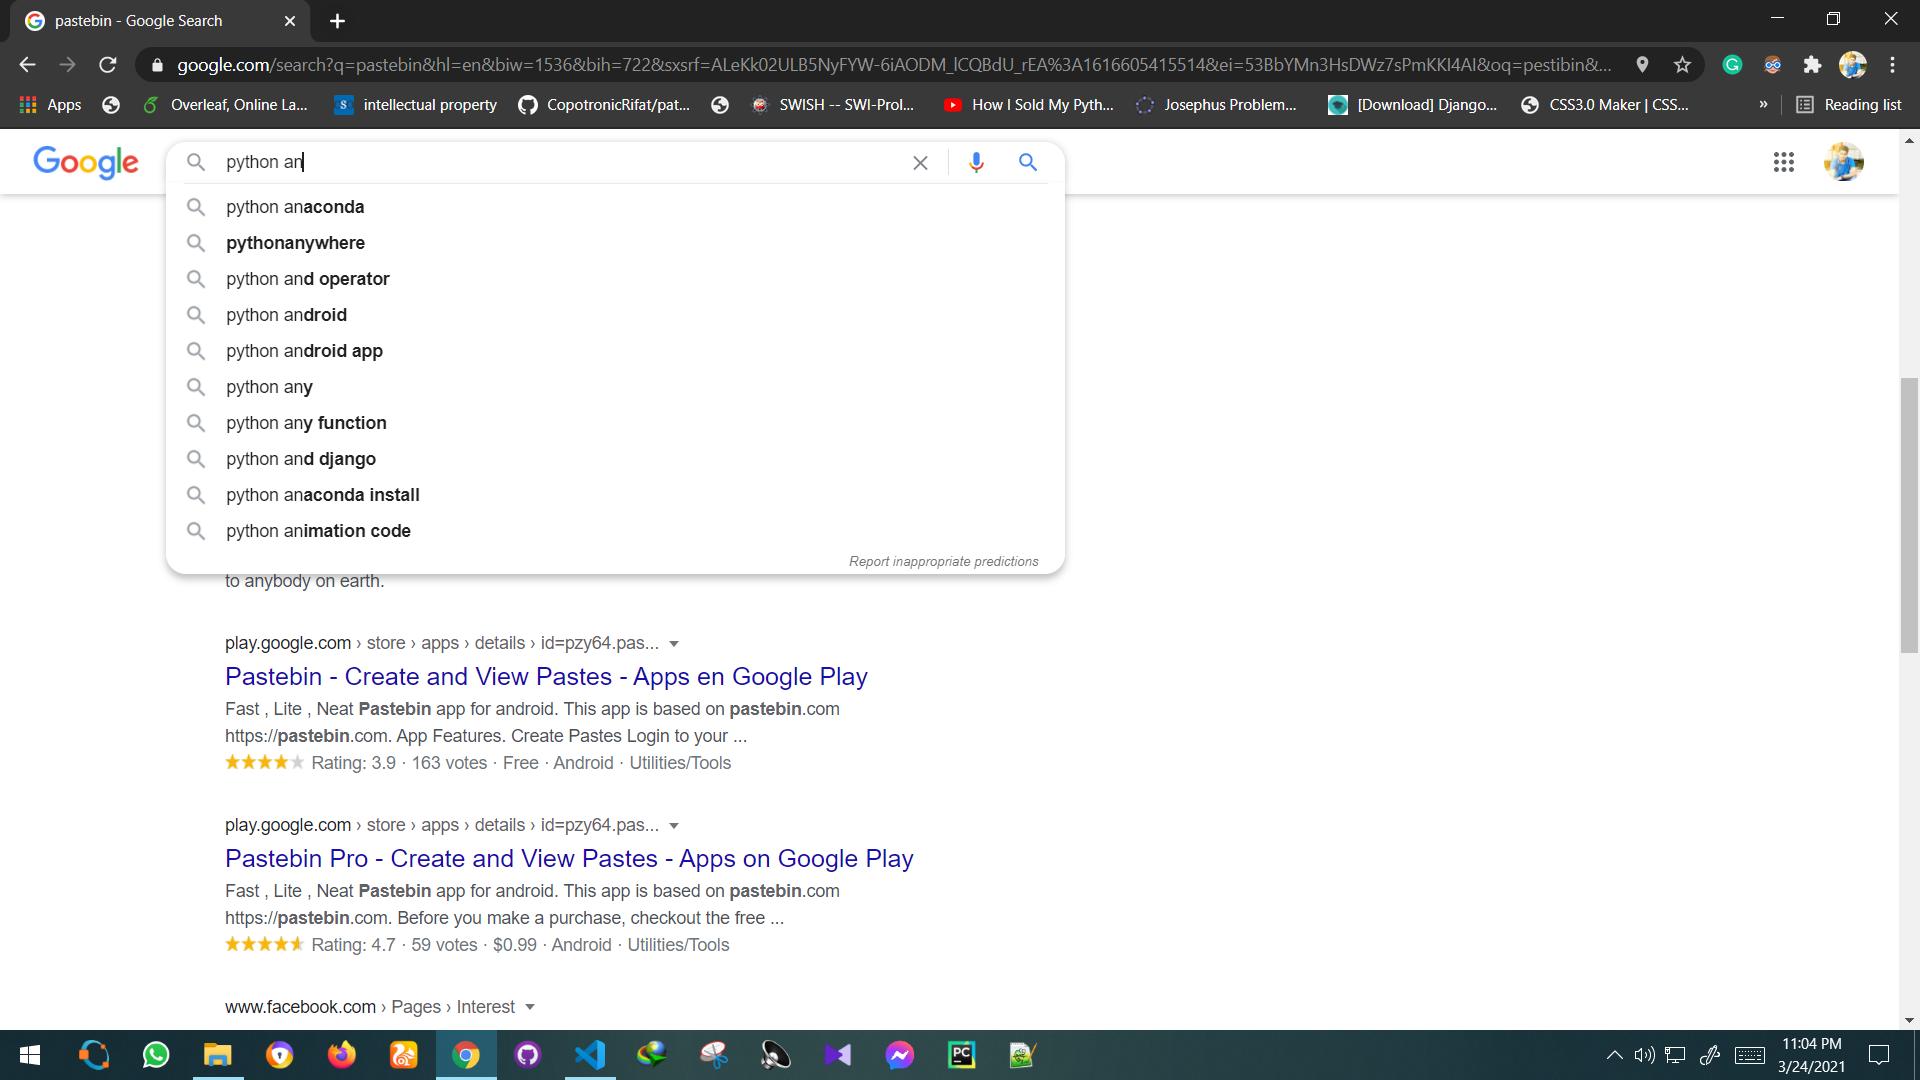 pastebin - Google Search
google.com/search?q=pastebin&hl=en&biw=1536&bih=722&sxsrf=ALeKk02ULB5NyFYW-6iAODM_lCQBdU_rEA%3A1616605415514&ei=53BbYMn3HsDWz7sPmKKI4AI&oq=pestibin&...
Apps Overleaf, Online La... intellectual property CopotronicRifat/pat... SWISH -- SWI-Prol... How I Sold My Pyth... Josephus Problem... [Download] Django... CSS3.0 Maker | CSS... » Reading list
Google python an
python anaconda
pythonanywhere
python and operator
python android
python android app
python any
python any function
python and django
python anaconda install
python animation code
Report inappropriate predictions
to anybody on earth.
play.google.com › store › apps › details › id=pzy64.pas...
Pastebin - Create and View Pastes - Apps en Google Play
Fast , Lite , Neat Pastebin app for android. This app is based on pastebin.com
https://pastebin.com. App Features. Create Pastes Login to your ...
Rating: 3.9 · 163 votes · Free · Android · Utilities/Tools
play.google.com › store › apps › details › id=pzy64.pas...
Pastebin Pro - Create and View Pastes - Apps on Google Play
Fast , Lite , Neat Pastebin app for android. This app is based on pastebin.com
https://pastebin.com. Before you make a purchase, checkout the free ...
Rating: 4.7 · 59 votes · $0.99 · Android · Utilities/Tools
www.facebook.com › Pages › Interest
PC
11:04 PM
3/24/2021